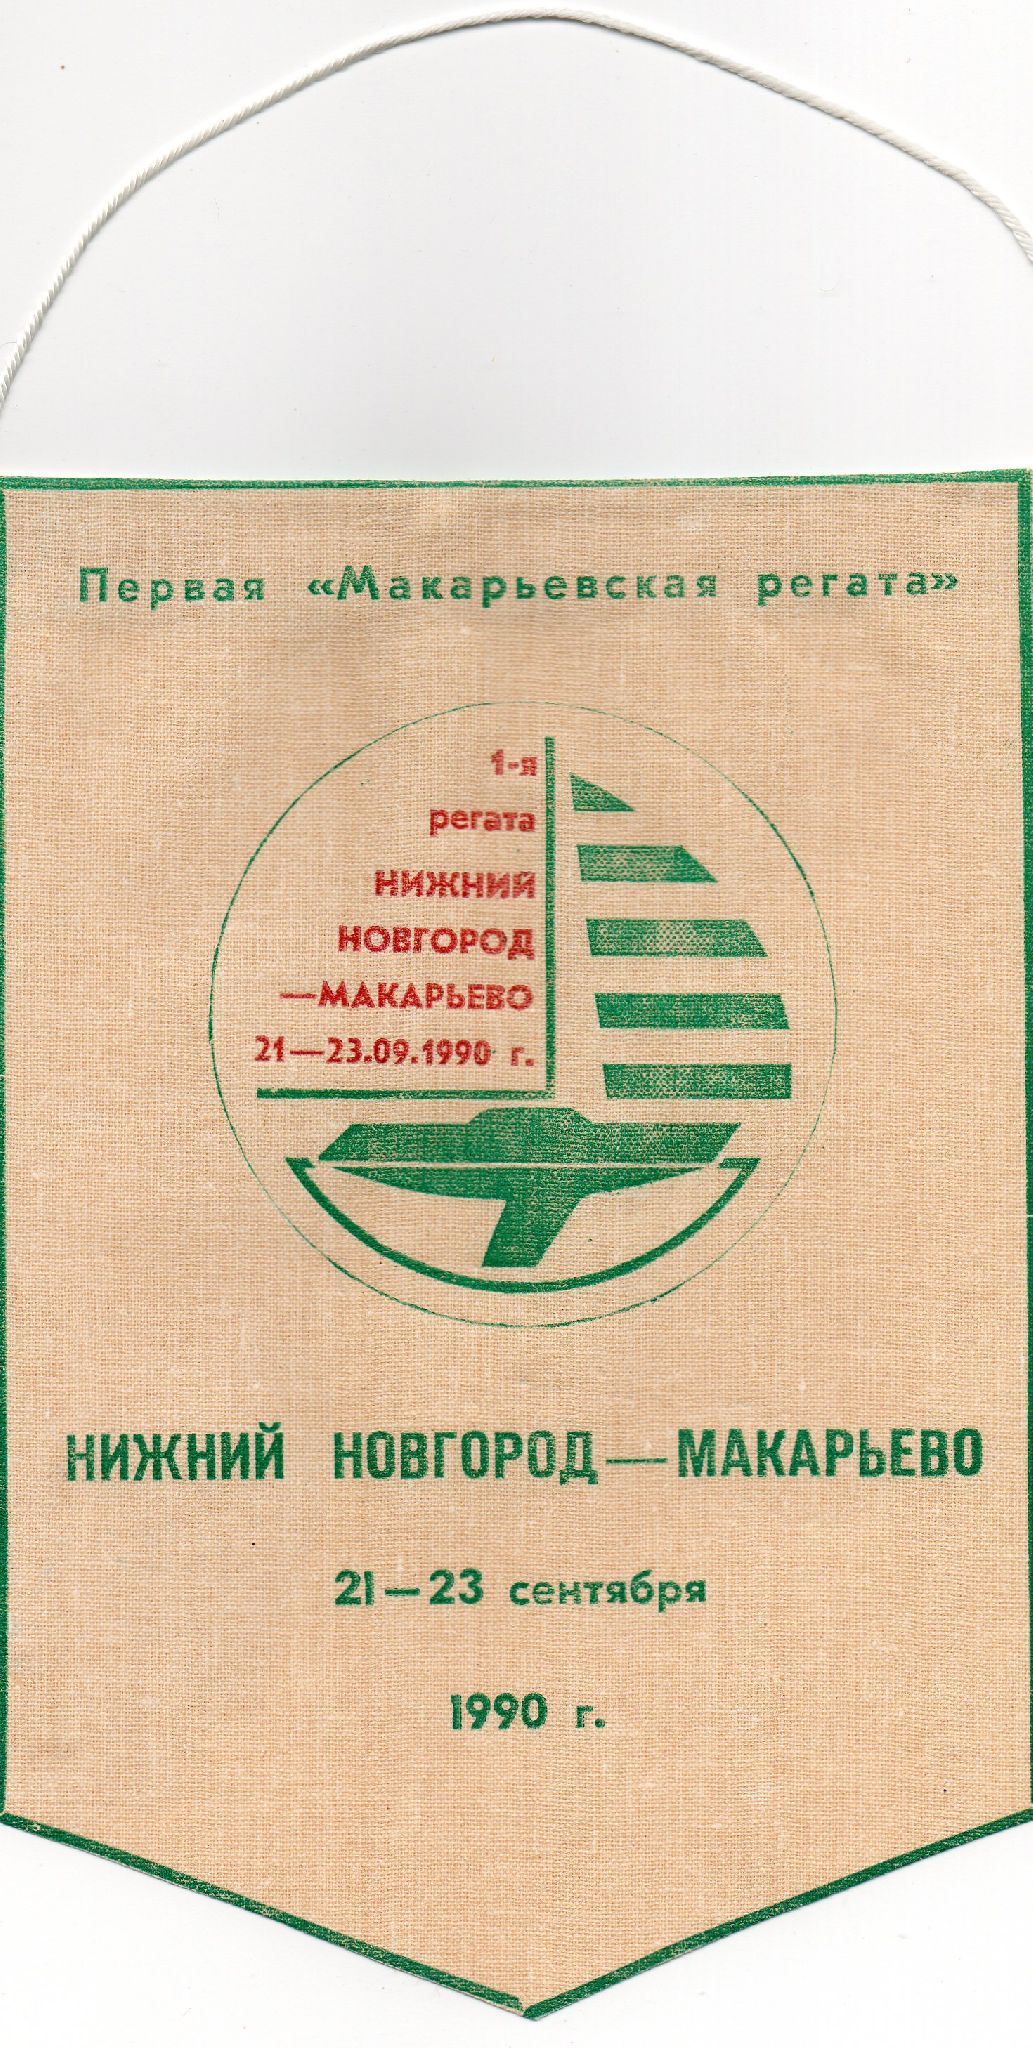 Первая «Макарьевская регата»
1-я
регата
НИЖНИЙ
НОВГОРОД
—МАКАРЬЕВО
21—23.09.1990 г.
НИЖНИЙ НОВГОРОД—МАКАРЬЕВО
21—23 сентября
1990 г.